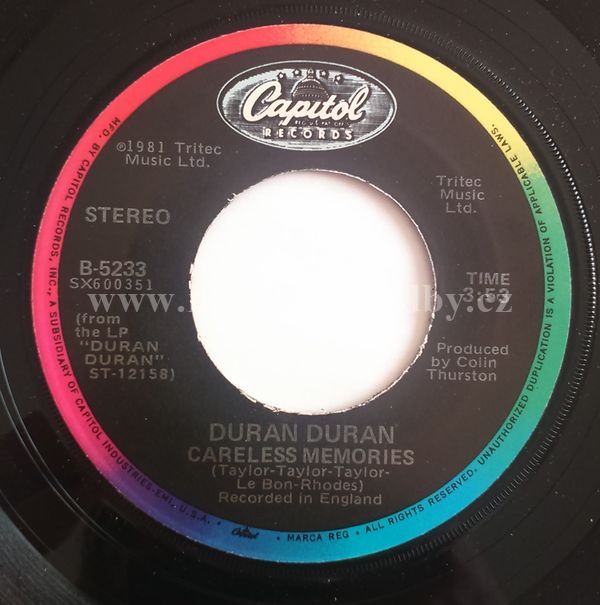 Capitol
RECORDS
℗1981 Tritec
Music Ltd.
Tritec
Music Ltd.
STEREO
B-5233
SX600351
(from
the LP
"DURAN
DURAN"
ST-12158)
TIME
3:53
Produced
by Colin
Thurston
DURAN DURAN
CARELESS MEMORIES
(Taylor-Taylor-Taylor-
Le Bon-Rhodes)
Recorded in England
MFD. BY CAPITOL RECORDS, INC., A SUBSIDIARY OF CAPITOL INDUSTRIES-EMI, U.S.A. • Capitol • MARCA REG • ALL RIGHTS RESERVED. UNAUTHORIZED DUPLICATION IS A VIOLATION OF APPLICABLE LAWS.